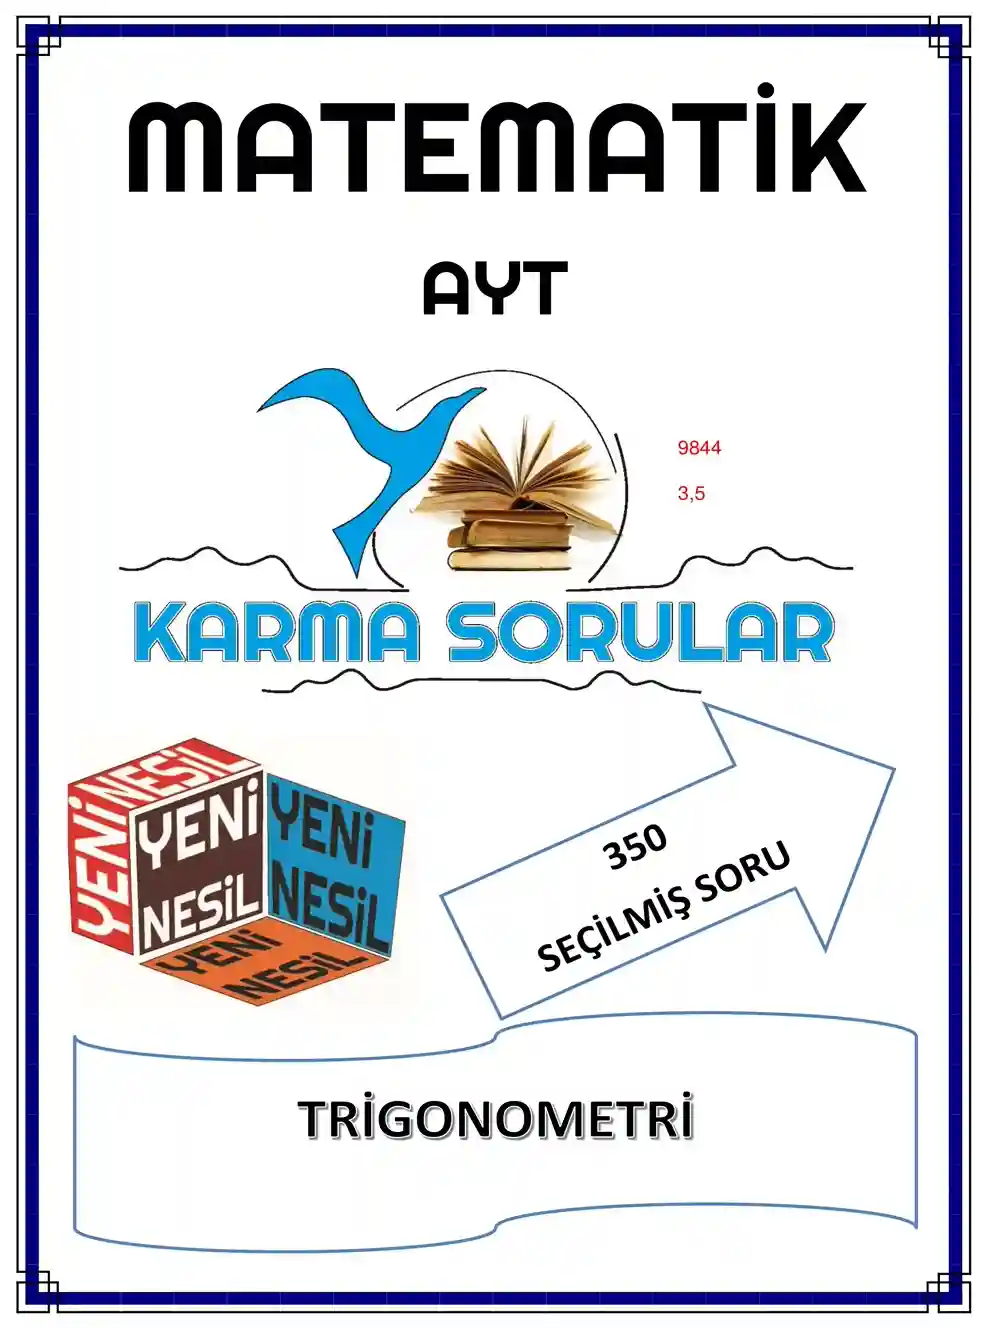 MATEMATİK
AYT
9844
3,5
KARMA SORULAR
YENİ
NESİL
YENİ
NESİL
YENİ
NESİL
YENİ
NESİL
350
SEÇİLMİŞ SORU
TRİGONOMETRİ